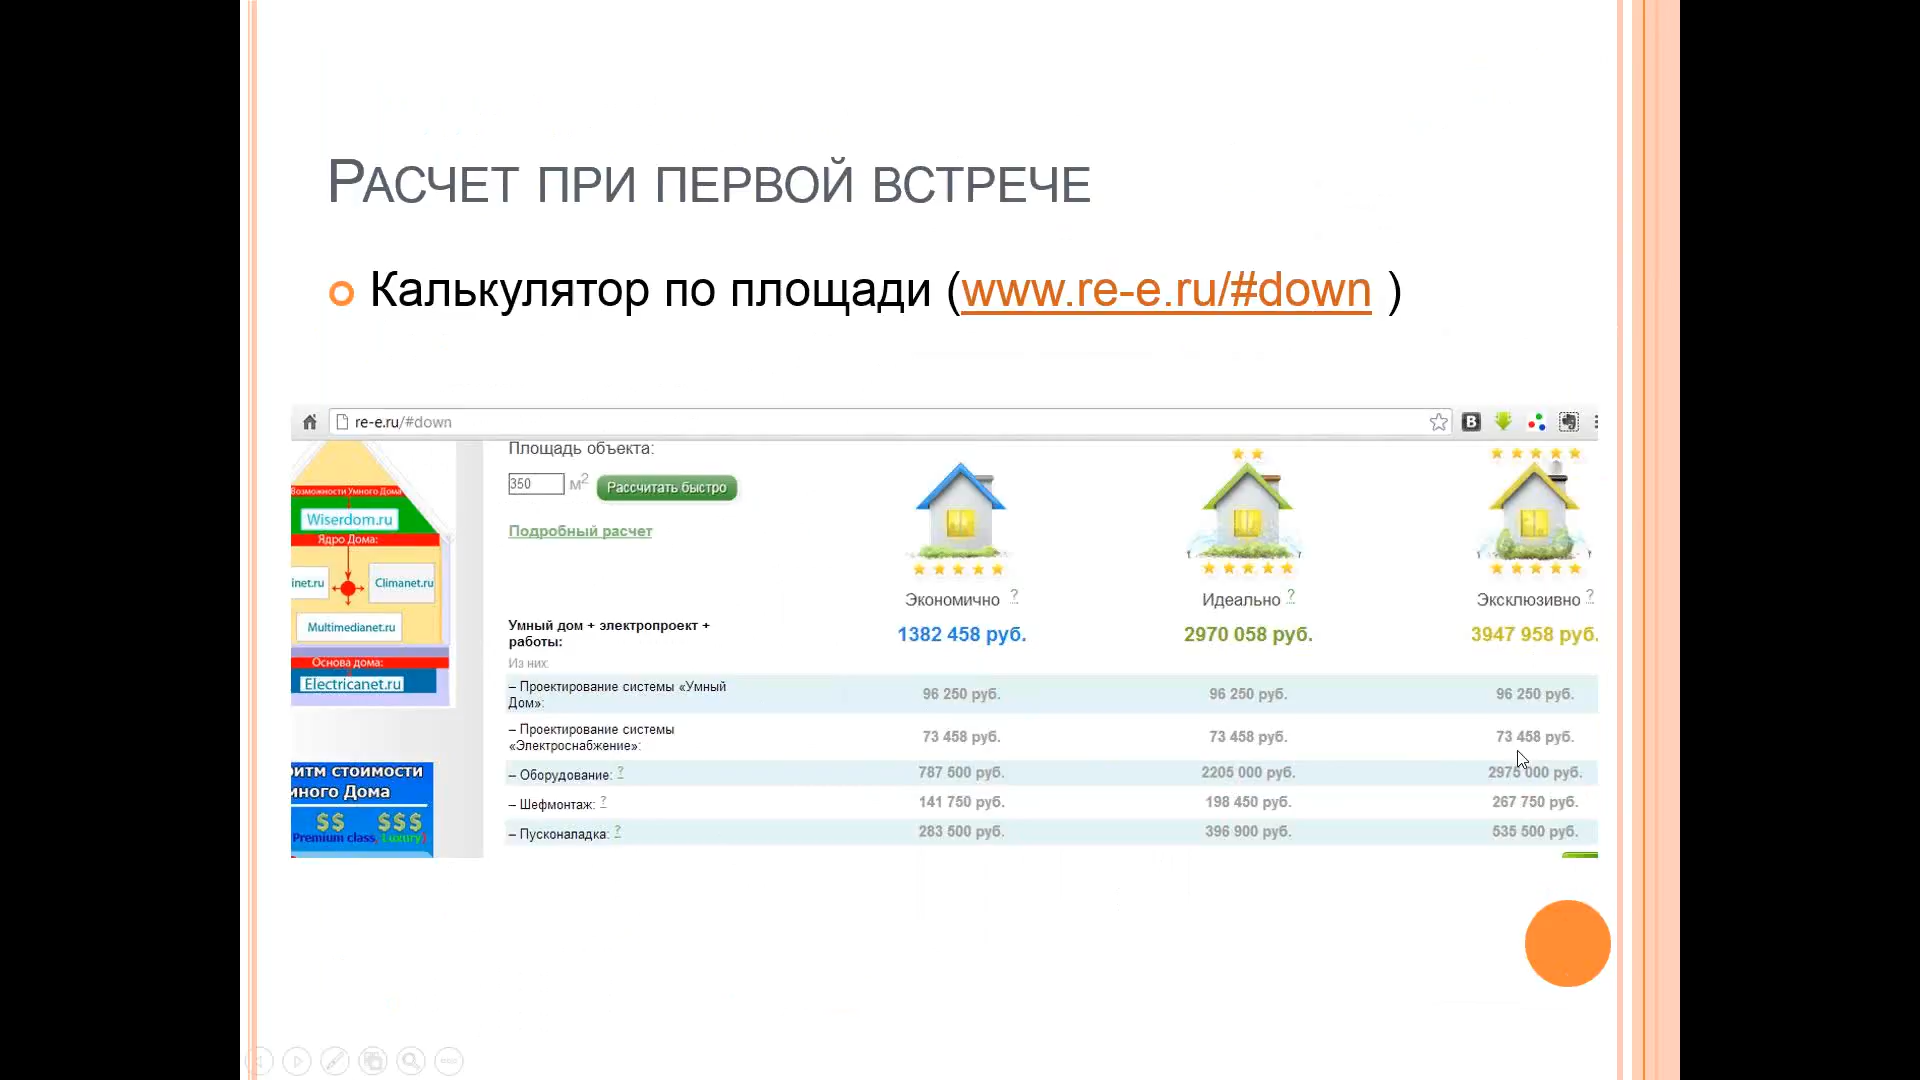 РАСЧЕТ ПРИ ПЕРВОЙ ВСТРЕЧЕ
Калькулятор по площади (www.re-e.ru/#down )
re-e.ru/#down
Площадь объекта:
350 м2 Рассчитать быстро
Подробный расчет
Возможности Умного Дома
Wiserdom.ru
Ядро Дома:
inet.ru Climanet.ru
Multimedianet.ru
Основа дома:
Electricanet.ru
ритм стоимости
много Дома
$$ $$$
Premium class, Luxury)
Экономично ? Идеально ? Эксклюзивно ?
Умный дом + электропроект +
работы:
1382 458 руб. 2970 058 руб. 3947 958 руб.
Из них:
– Проектирование системы «Умный
Дом»:
96 250 руб. 96 250 руб. 96 250 руб.
– Проектирование системы
«Электроснабжение»:
73 458 руб. 73 458 руб. 73 458 руб.
– Оборудование: ? 787 500 руб. 2205 000 руб. 2975 000 руб.
– Шефмонтаж: ? 141 750 руб. 198 450 руб. 267 750 руб.
– Пусконаладка: ? 283 500 руб. 396 900 руб. 535 500 руб.